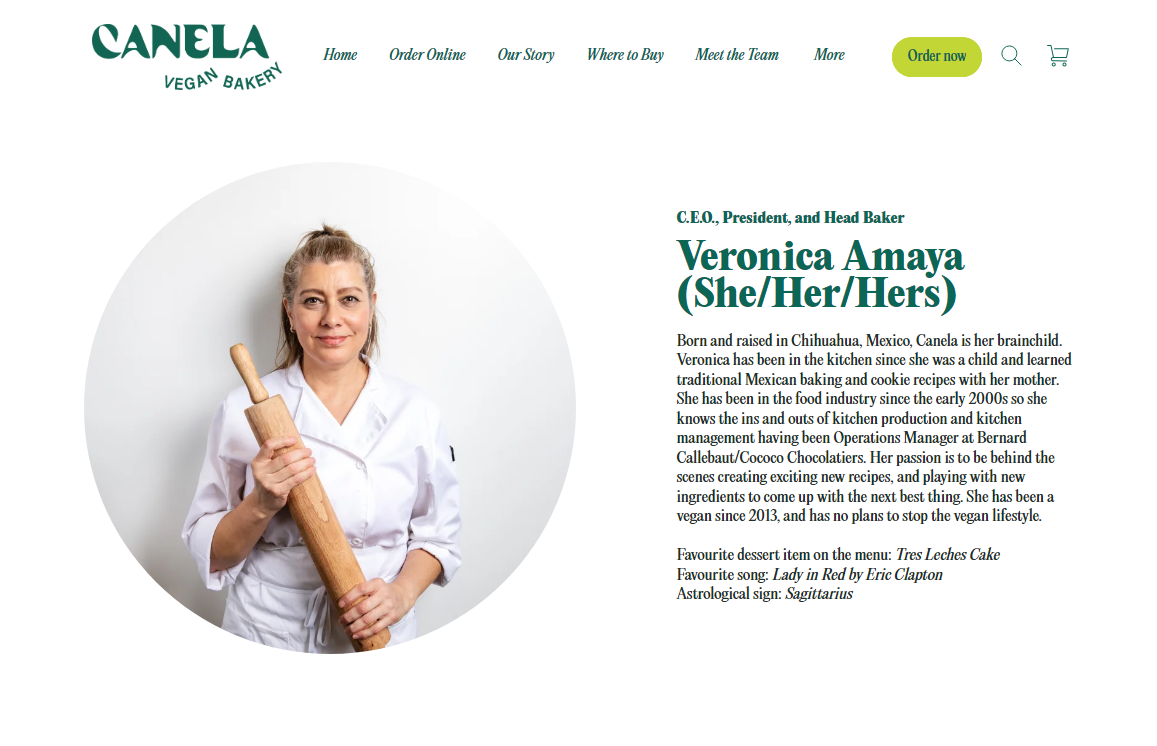 CANELA
VEGAN BAKERY
Home Order Online Our Story Where to Buy Meet the Team More Order now
C.E.O., President, and Head Baker
Veronica Amaya
(She/Her/Hers)
Born and raised in Chihuahua, Mexico, Canela is her brainchild.
Veronica has been in the kitchen since she was a child and learned
traditional Mexican baking and cookie recipes with her mother.
She has been in the food industry since the early 2000s so she
knows the ins and outs of kitchen production and kitchen
management having been Operations Manager at Bernard
Callebaut/Cococo Chocolatiers. Her passion is to be behind the
scenes creating exciting new recipes, and playing with new
ingredients to come up with the next best thing. She has been a
vegan since 2013, and has no plans to stop the vegan lifestyle.
Favourite dessert item on the menu: Tres Leches Cake
Favourite song: Lady in Red by Eric Clapton
Astrological sign: Sagittarius